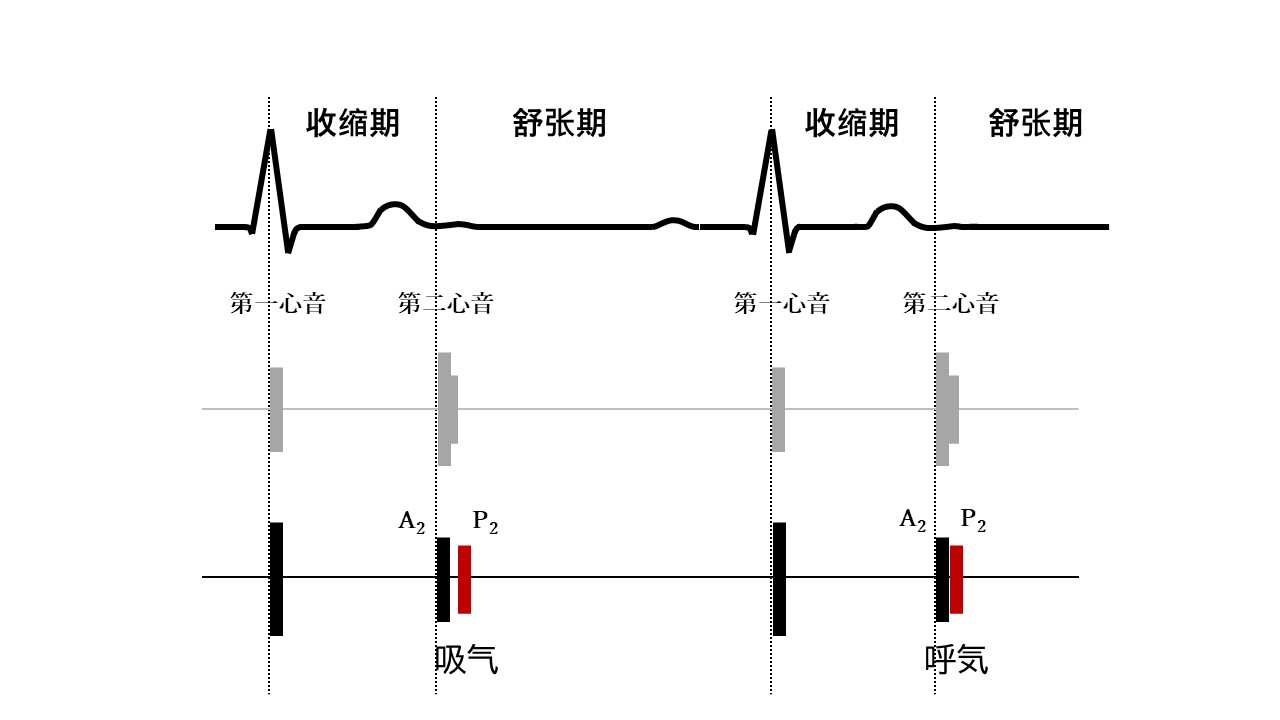 收缩期 舒张期 收缩期 舒张期
第一心音 第二心音 第一心音 第二心音
A₂ P₂ A₂ P₂
吸气 呼気